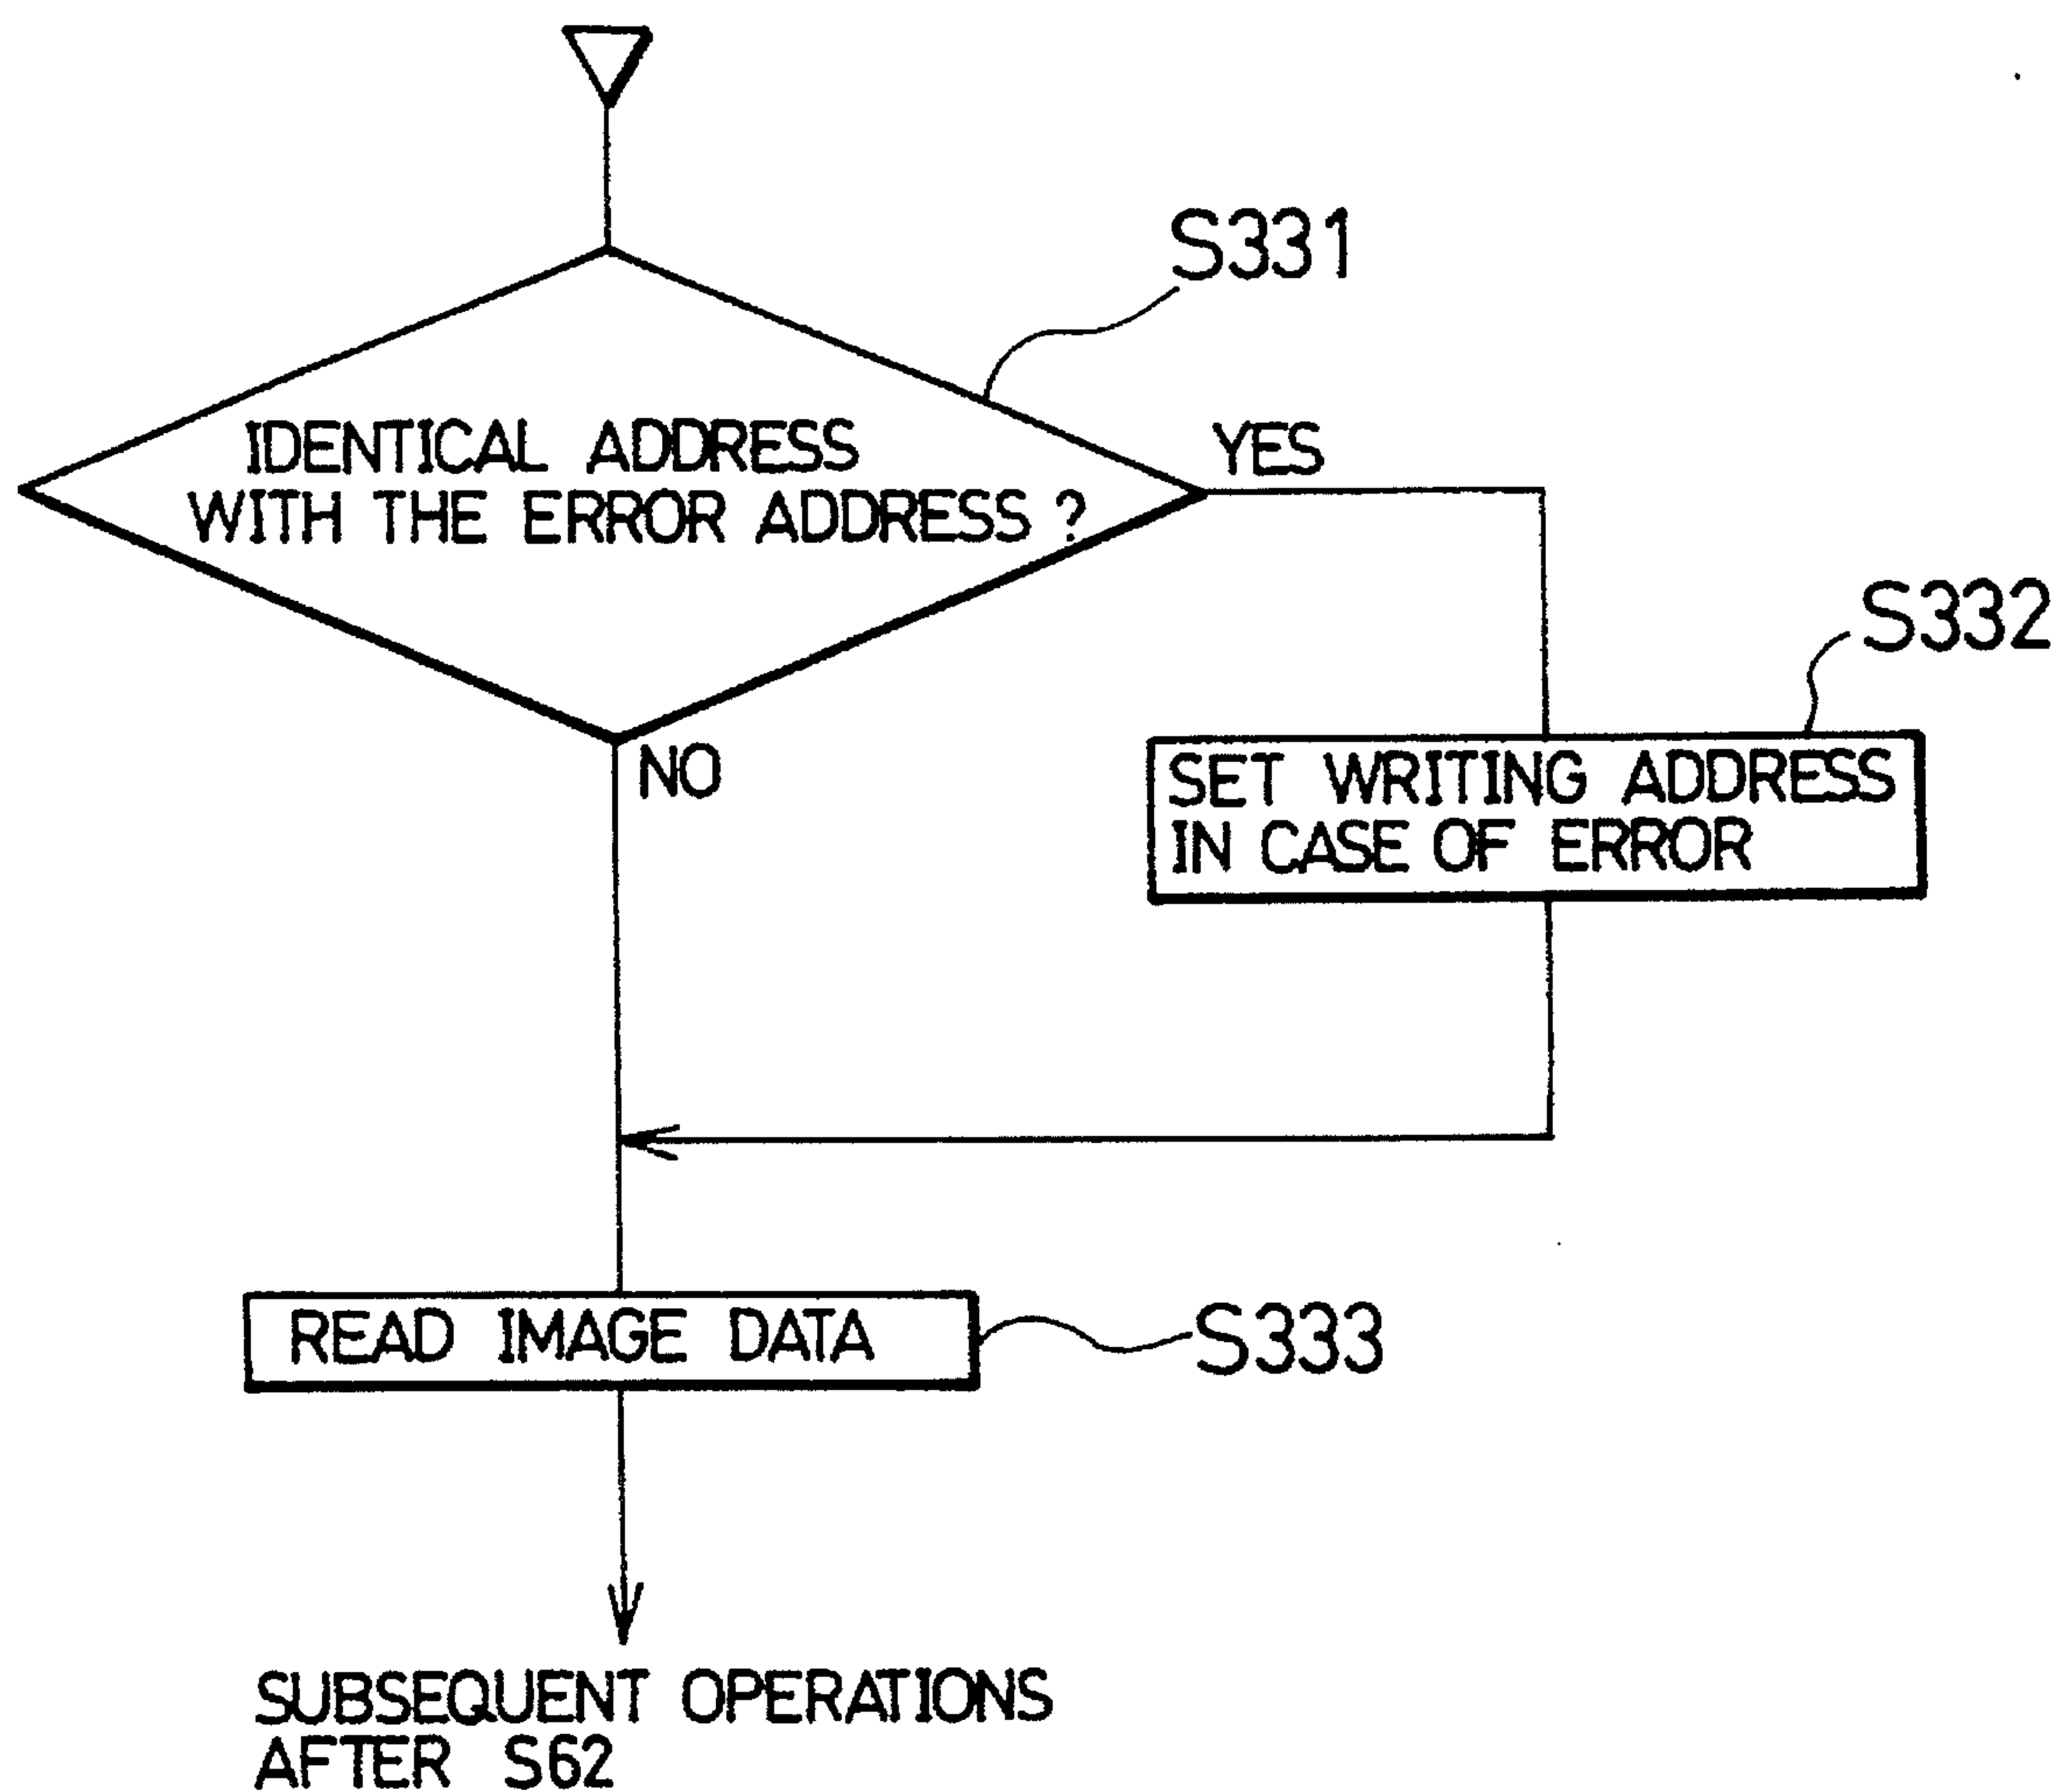 S331
IDENTICAL ADDRESS
WITH THE ERROR ADDRESS ?
YES
S332
NO
SET WRITING ADDRESS
IN CASE OF ERROR
READ IMAGE DATA
S333
SUBSEQUENT OPERATIONS
AFTER S62